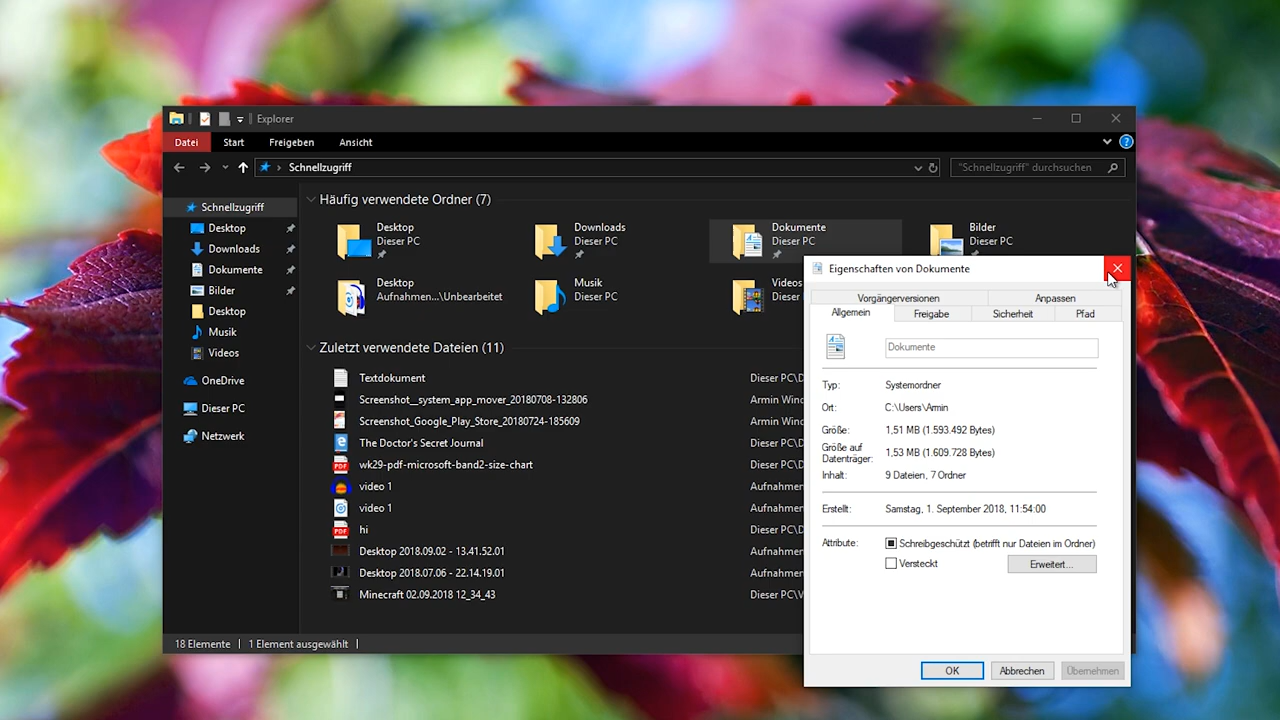 Explorer
Datei Start Freigeben Ansicht
Schnellzugriff
"Schnellzugriff" durchsuchen
Schnellzugriff
Desktop
Downloads
Dokumente
Bilder
Desktop
Musik
Videos
OneDrive
Dieser PC
Netzwerk
Häufig verwendete Ordner (7)
Desktop
Dieser PC
Downloads
Dieser PC
Dokumente
Dieser PC
Bilder
Dieser PC
Desktop
Aufnahmen...\Unbearbeitet
Musik
Dieser PC
Videos
Dieser
Zuletzt verwendete Dateien (11)
Textdokument Dieser PC\D
Screenshot__system_app_mover_20180708-132806 Armin Winc
Screenshot_Google_Play_Store_20180724-185609 Armin Winc
The Doctor's Secret Journal Dieser PC\D
wk29-pdf-microsoft-band2-size-chart Dieser PC\D
video 1 Aufnahmen
video 1 Aufnahmen
hi Dieser PC\D
Desktop 2018.09.02 - 13.41.52.01 Aufnahmen
Desktop 2018.07.06 - 22.14.19.01 Aufnahmen
Minecraft 02.09.2018 12_34_43 Dieser PC\V
18 Elemente 1 Element ausgewählt
Eigenschaften von Dokumente
Vorgängerversionen Anpassen
Allgemein Freigabe Sicherheit Pfad
Dokumente
Typ: Systemordner
Ort: C:\Users\Armin
Größe: 1,51 MB (1.593.492 Bytes)
Größe auf
Datenträger: 1,53 MB (1.609.728 Bytes)
Inhalt: 9 Dateien, 7 Ordner
Erstellt: Samstag, 1. September 2018, 11:54:00
Attribute: Schreibgeschützt (betrifft nur Dateien im Ordner)
Versteckt
Erweitert...
OK Abbrechen Übernehmen